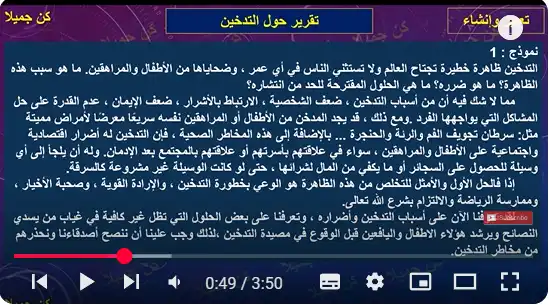 كن جميلا
تقرير حول التدخين
تعبير وانشاء
نموذج : 1
التدخين ظاهرة خطيرة تجتاح العالم ولا تستثني الناس في أي عمر ، وضحاياها من الأطفال والمراهقين. ما هو سبب هذه
الظاهرة؟ ما هو ضرره؟ ما هي الحلول المقترحة للحد من انتشاره؟
مما لا شك فيه أن من أسباب التدخين ، ضعف الشخصية ، الارتباط بالأشرار ، ضعف الإيمان ، عدم القدرة على حل
المشاكل التي يواجهها الفرد .ومع ذلك ، قد يجد المدخن من الأطفال أو المراهقين نفسه سريعًا معرضا لأمراض مميتة
مثل: سرطان تجويف الفم والرئة والحنجرة ... بالإضافة إلى هذه المخاطر الصحية ، فإن التدخين له أضرار اقتصادية
واجتماعية على الأطفال والمراهقين ، سواء في علاقتهم بأسرتهم أو علاقتهم بالمجتمع بعد الإدمان. وله أن يلجأ إلى أي
وسيلة للحصول على السجائر أو ما يكفي من المال لشرائها ، حتى لو كانت الوسيلة غير مشروعة كالسرقة.
إذا فالحل الأول والأمثل للتخلص من هذه الظاهرة هو الوعي بخطورة التدخين ، والإرادة القوية ، وصحبة الأخيار ،
وممارسة الرياضة والالتزام بشرع الله تعالى.
الآن على أسباب التدخين وأضراره ، وتعرفنا على بعض الحلول التي تظل غير كافية في غياب من يسدي
Subscribe
النصائح ويرشد هؤلاء الاطفال واليافعين قبل الوقوع في مصيدة التدخين ،لذلك وجب علينا أن ننصح أصدقاءنا ونحذرهم
من مخاطر التدخين.
0:49 / 3:50